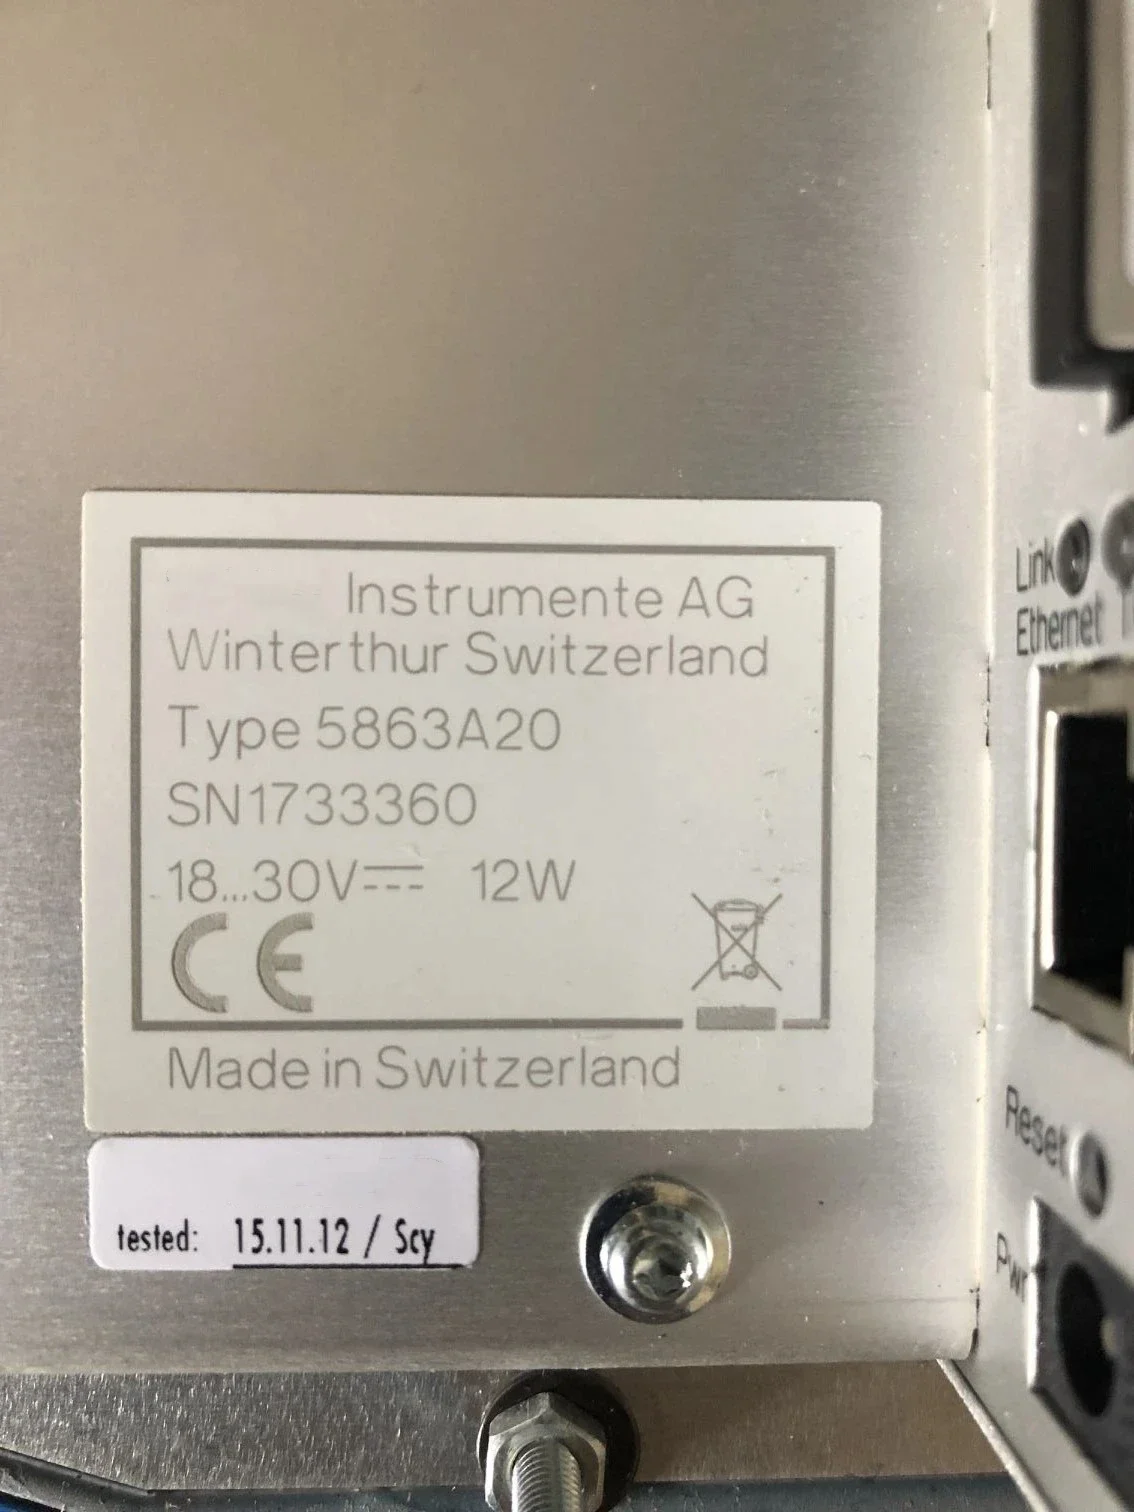 Instrumente AG
Winterthur Switzerland
Type 5863A20
SN1733360
18...30V⎓ 12W
CE
Made in Switzerland
tested: 15.11.12 / Scy
Link
Ethernet
Reset
Pwr